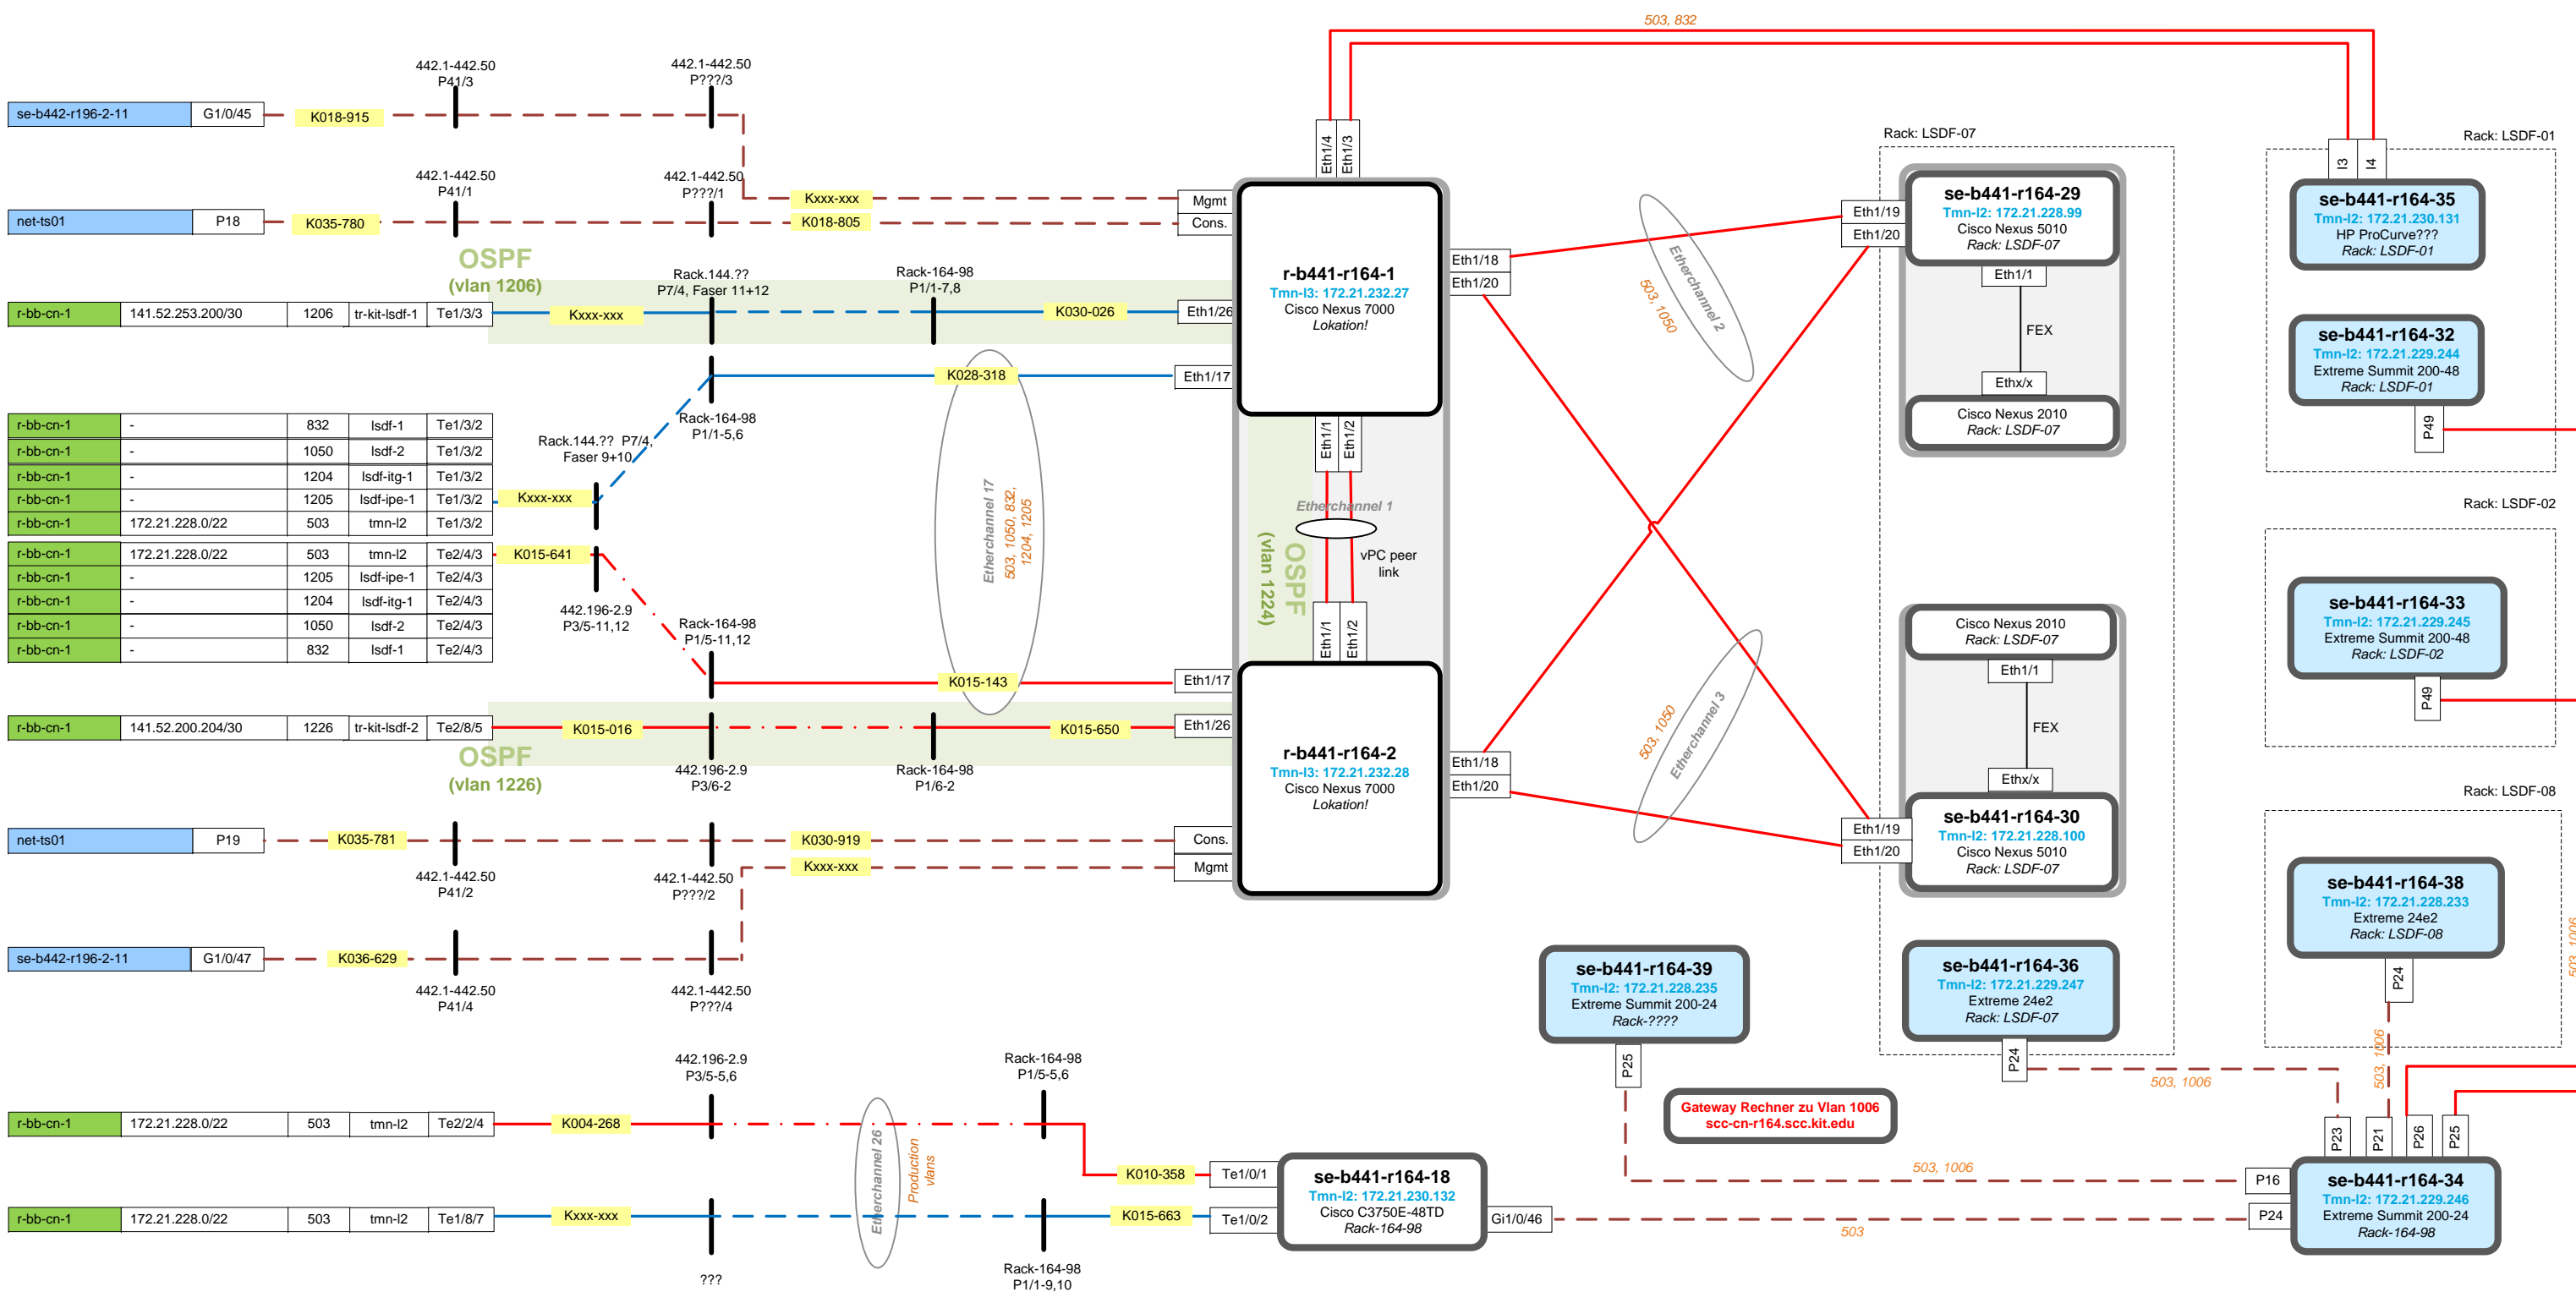 503, 832
442.1-442.50
P41/3
442.1-442.50
P???/3
se-b442-r196-2-11 G1/0/45 K018-915
442.1-442.50
P41/1
442.1-442.50
P???/1
Kxxx-xxx Mgmt
net-ts01 P18 K035-780 K018-805 Cons.
Eth1/4
Eth1/3
OSPF
(vlan 1206)
Rack.144.??
P7/4, Faser 11+12
Rack-164-98
P1/1-7,8
r-bb-cn-1 141.52.253.200/30 1206 tr-kit-lsdf-1 Te1/3/3 Kxxx-xxx K030-026 Eth1/26
r-b441-r164-1
Tmn-l3: 172.21.232.27
Cisco Nexus 7000
Lokation!
Eth1/18
Eth1/20
K028-318 Eth1/17
Rack-164-98
P1/1-5,6
Rack.144.?? P7/4,
Faser 9+10
r-bb-cn-1 - 832 lsdf-1 Te1/3/2
r-bb-cn-1 - 1050 lsdf-2 Te1/3/2
r-bb-cn-1 - 1204 lsdf-itg-1 Te1/3/2
r-bb-cn-1 - 1205 lsdf-ipe-1 Te1/3/2 Kxxx-xxx
r-bb-cn-1 172.21.228.0/22 503 tmn-l2 Te1/3/2
r-bb-cn-1 172.21.228.0/22 503 tmn-l2 Te2/4/3 K015-641
r-bb-cn-1 - 1205 lsdf-ipe-1 Te2/4/3
r-bb-cn-1 - 1204 lsdf-itg-1 Te2/4/3
r-bb-cn-1 - 1050 lsdf-2 Te2/4/3
r-bb-cn-1 - 832 lsdf-1 Te2/4/3
442.196-2.9
P3/5-11,12
Rack-164-98
P1/5-11,12
Etherchannel 17
503, 1050, 832,
1204, 1205
Eth1/1
Eth1/2
Etherchannel 1
vPC peer
link
OSPF
(vlan 1224)
Eth1/1
Eth1/2
K015-143 Eth1/17
r-bb-cn-1 141.52.200.204/30 1226 tr-kit-lsdf-2 Te2/8/5 K015-016 K015-650 Eth1/26
OSPF
(vlan 1226)
442.196-2.9
P3/6-2
Rack-164-98
P1/6-2
r-b441-r164-2
Tmn-l3: 172.21.232.28
Cisco Nexus 7000
Lokation!
Eth1/18
Eth1/20
net-ts01 P19 K035-781 K030-919 Cons.
Kxxx-xxx Mgmt
442.1-442.50
P41/2
442.1-442.50
P???/2
se-b442-r196-2-11 G1/0/47 K036-629
442.1-442.50
P41/4
442.1-442.50
P???/4
Etherchannel 2
503, 1050
Etherchannel 3
503, 1050
Rack: LSDF-07
Eth1/19
Eth1/20
se-b441-r164-29
Tmn-l2: 172.21.228.99
Cisco Nexus 5010
Rack: LSDF-07
Eth1/1
FEX
Ethx/x
Cisco Nexus 2010
Rack: LSDF-07
Cisco Nexus 2010
Rack: LSDF-07
Eth1/1
FEX
Ethx/x
Eth1/19
Eth1/20
se-b441-r164-30
Tmn-l2: 172.21.228.100
Cisco Nexus 5010
Rack: LSDF-07
se-b441-r164-36
Tmn-l2: 172.21.229.247
Extreme 24e2
Rack: LSDF-07
P24
503, 1006
Rack: LSDF-01
I3
I4
se-b441-r164-35
Tmn-l2: 172.21.230.131
HP ProCurve???
Rack: LSDF-01
se-b441-r164-32
Tmn-l2: 172.21.229.244
Extreme Summit 200-48
Rack: LSDF-01
P49
Rack: LSDF-02
se-b441-r164-33
Tmn-l2: 172.21.229.245
Extreme Summit 200-48
Rack: LSDF-02
P49
Rack: LSDF-08
se-b441-r164-38
Tmn-l2: 172.21.228.233
Extreme 24e2
Rack: LSDF-08
P24
503, 1006
503, 1006
se-b441-r164-39
Tmn-l2: 172.21.228.235
Extreme Summit 200-24
Rack-????
P25
Gateway Rechner zu Vlan 1006
scc-cn-r164.scc.kit.edu
442.196-2.9
P3/5-5,6
Rack-164-98
P1/5-5,6
r-bb-cn-1 172.21.228.0/22 503 tmn-l2 Te2/2/4 K004-268
K010-358 Te1/0/1
Etherchannel 26
Production
vlans
r-bb-cn-1 172.21.228.0/22 503 tmn-l2 Te1/8/7 Kxxx-xxx K015-663 Te1/0/2
???
Rack-164-98
P1/1-9,10
se-b441-r164-18
Tmn-l2: 172.21.230.132
Cisco C3750E-48TD
Rack-164-98
Gi1/0/46
503, 1006
503
P23
P21
P26
P25
P16
P24
se-b441-r164-34
Tmn-l2: 172.21.229.246
Extreme Summit 200-24
Rack-164-98